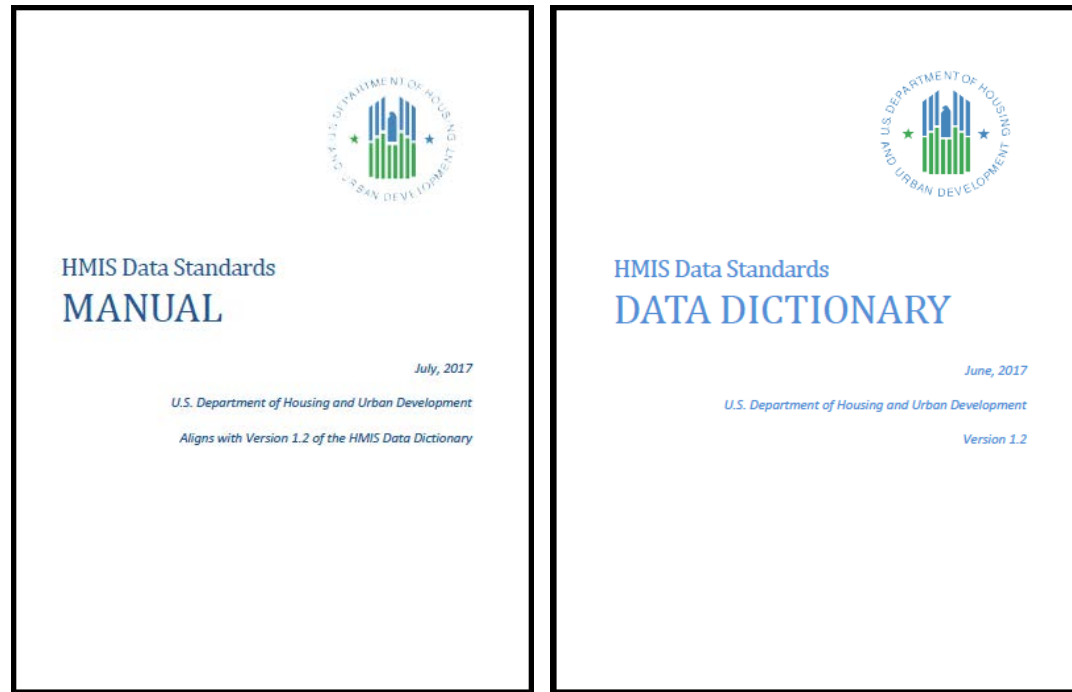 U.S. DEPARTMENT OF HOUSING
AND URBAN DEVELOPMENT
HMIS Data Standards
MANUAL
July, 2017
U.S. Department of Housing and Urban Development
Aligns with Version 1.2 of the HMIS Data Dictionary
U.S. DEPARTMENT OF HOUSING
AND URBAN DEVELOPMENT
HMIS Data Standards
DATA DICTIONARY
June, 2017
U.S. Department of Housing and Urban Development
Version 1.2